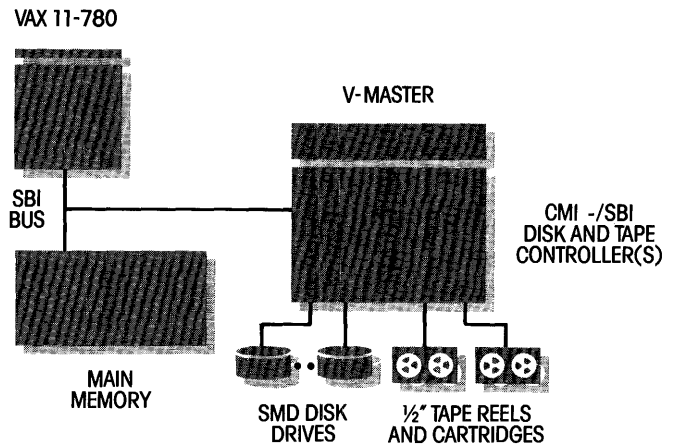 VAX 11-780
V-MASTER
SBI
BUS
CMI -/SBI
DISK AND TAPE
CONTROLLER(S)
MAIN
MEMORY
SMD DISK
DRIVES
½" TAPE REELS
AND CARTRIDGES